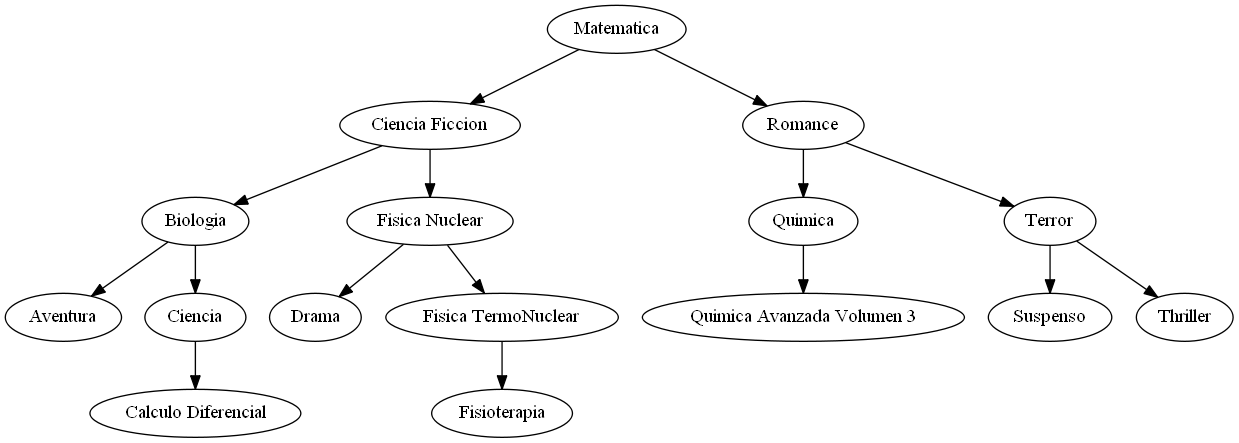 Matematica
Ciencia Ficcion
Romance
Biologia
Fisica Nuclear
Quimica
Terror
Aventura
Ciencia
Drama
Fisica TermoNuclear
Quimica Avanzada Volumen 3
Suspenso
Thriller
Calculo Diferencial
Fisioterapia